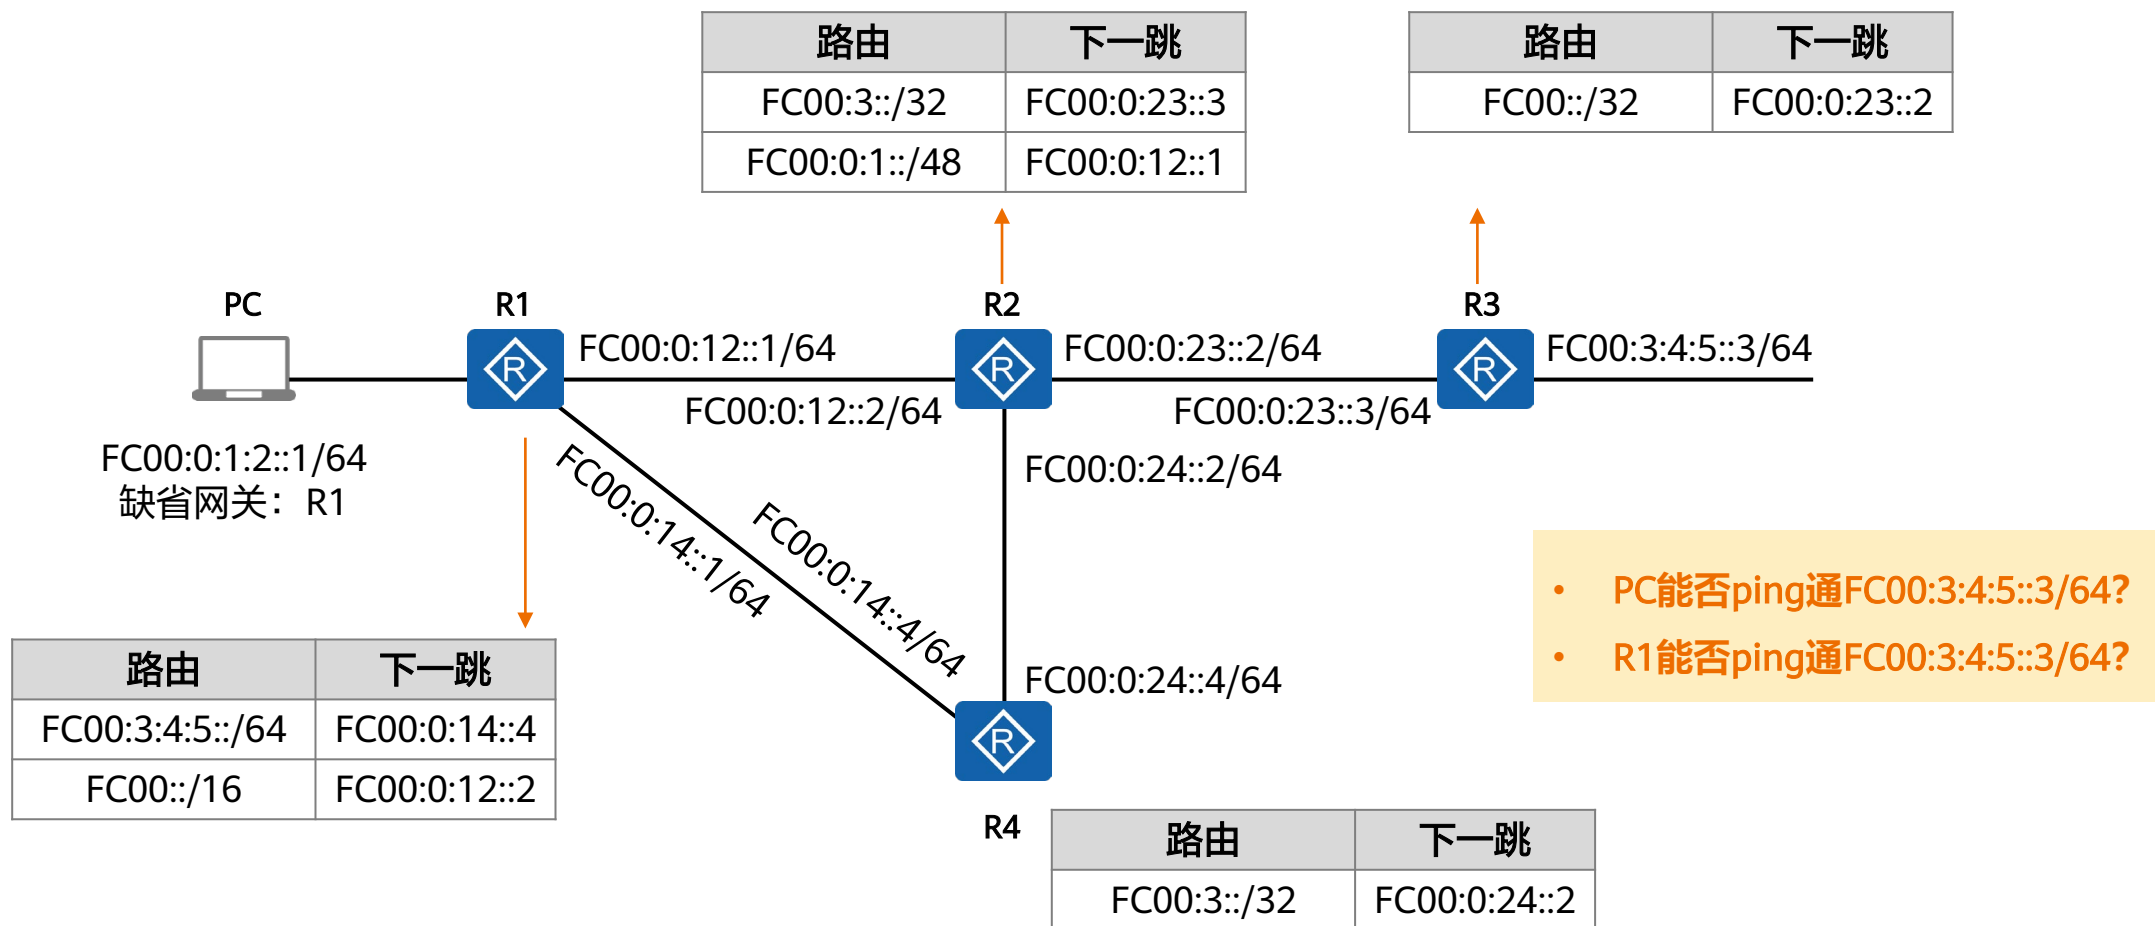 路由 下一跳
FC00:3::/32 FC00:0:23::3
FC00:0:1::/48 FC00:0:12::1
路由 下一跳
FC00::/32 FC00:0:23::2
PC
R1
R2
R3
FC00:0:12::1/64
FC00:0:12::2/64
FC00:0:23::2/64
FC00:0:23::3/64
FC00:3:4:5::3/64
FC00:0:1:2::1/64
缺省网关：R1
FC00:0:14::1/64
FC00:0:14::4/64
FC00:0:24::2/64
FC00:0:24::4/64
• PC能否ping通FC00:3:4:5::3/64?
• R1能否ping通FC00:3:4:5::3/64?
路由 下一跳
FC00:3:4:5::/64 FC00:0:14::4
FC00::/16 FC00:0:12::2
R4
路由 下一跳
FC00:3::/32 FC00:0:24::2